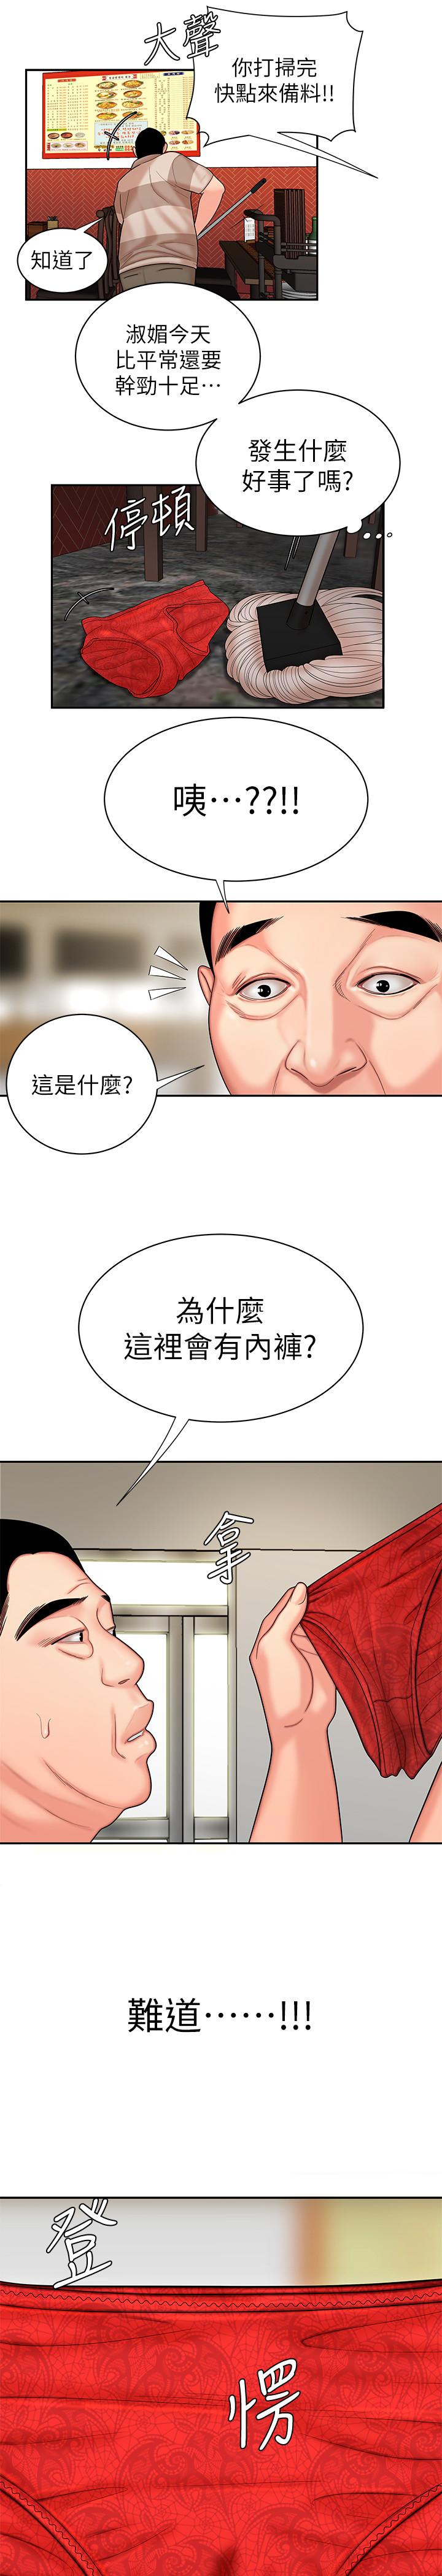 大聲
你打掃完
快點來備料!!
知道了
淑媚今天
比平常還要
幹勁十足…
發生什麼
好事了嗎?
停頓
咦…??!!
這是什麼?
為什麼
這裡會有內褲?
拿
難道……!!!
登
愣